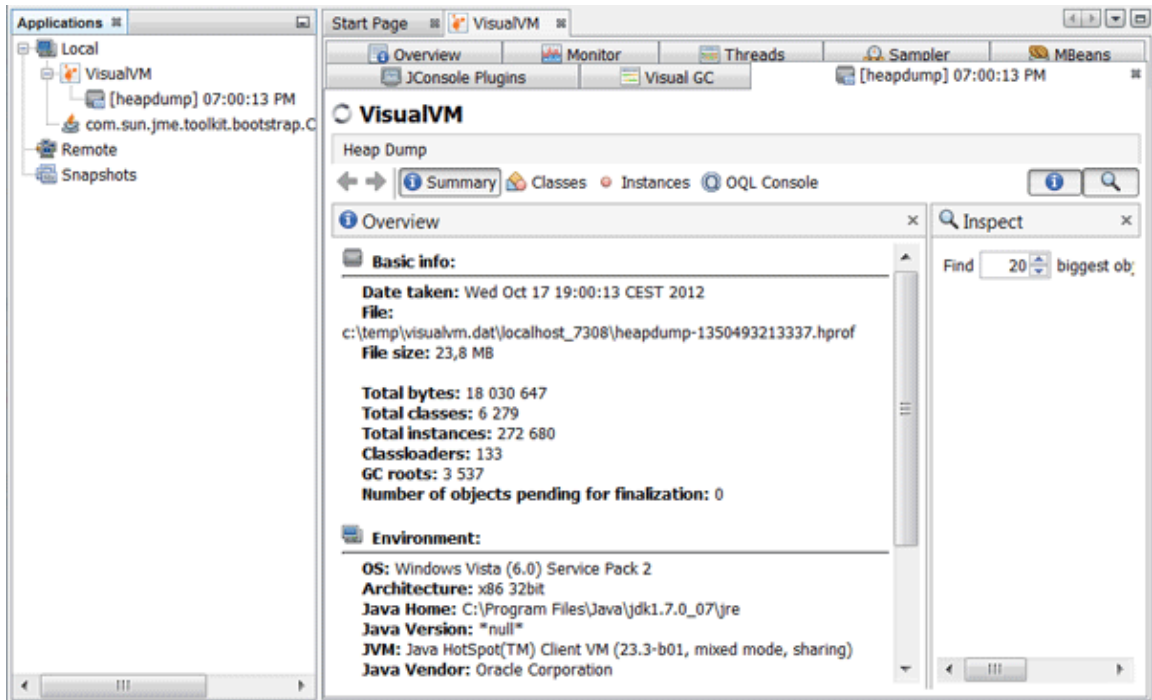 Applications
Local
VisualVM
[heapdump] 07:00:13 PM
com.sun.jme.toolkit.bootstrap.C
Remote
Snapshots
Start Page VisualVM
Overview Monitor Threads Sampler MBeans
JConsole Plugins Visual GC [heapdump] 07:00:13 PM
VisualVM
Heap Dump
Summary Classes Instances OQL Console
Overview
Basic info:
Date taken: Wed Oct 17 19:00:13 CEST 2012
File:
c:\temp\visualvm.dat\localhost_7308\heapdump-1350493213337.hprof
File size: 23,8 MB
Total bytes: 18 030 647
Total classes: 6 279
Total instances: 272 680
Classloaders: 133
GC roots: 3 537
Number of objects pending for finalization: 0
Environment:
OS: Windows Vista (6.0) Service Pack 2
Architecture: x86 32bit
Java Home: C:\Program Files\Java\jdk1.7.0_07\jre
Java Version: *null*
JVM: Java HotSpot(TM) Client VM (23.3-b01, mixed mode, sharing)
Java Vendor: Oracle Corporation
Inspect
Find 20 biggest obj